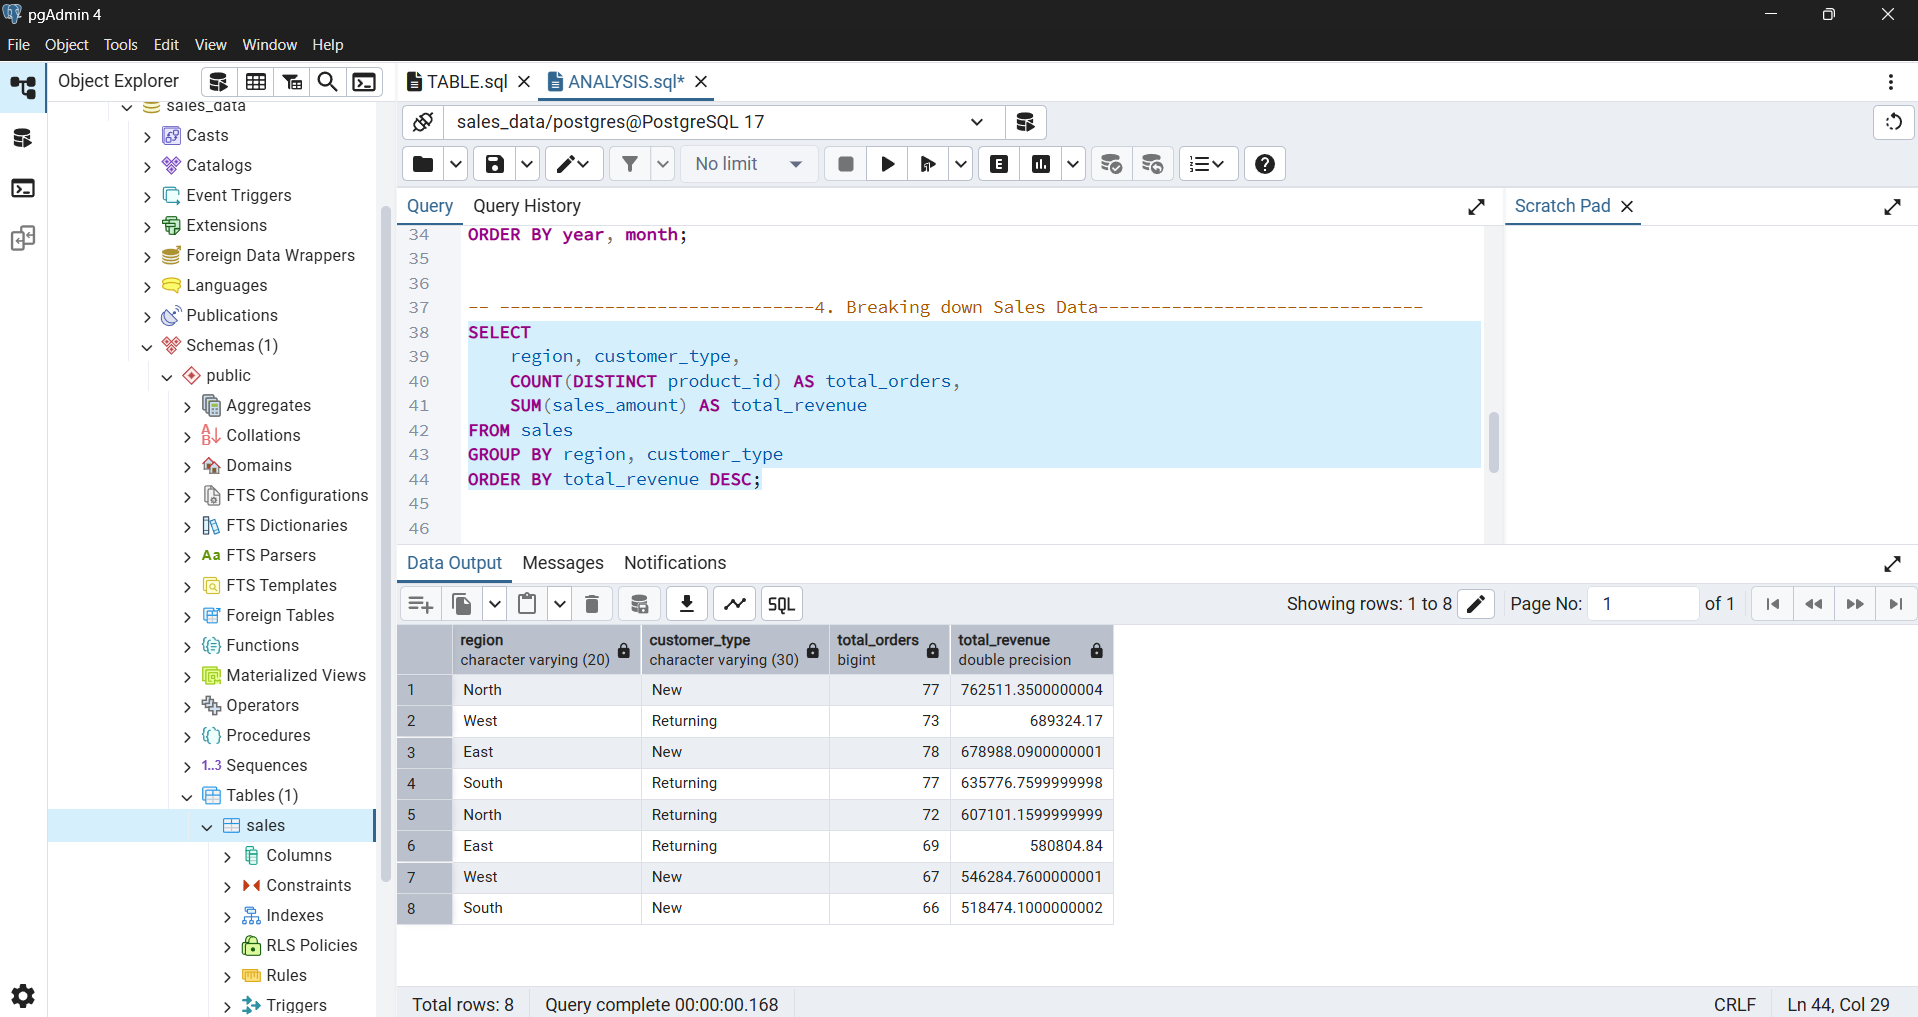 pgAdmin 4
File Object Tools Edit View Window Help
Object Explorer
TABLE.sql
ANALYSIS.sql*
sales_data/postgres@PostgreSQL 17
No limit
E
sales_data
Casts
Catalogs
Event Triggers
Extensions
Foreign Data Wrappers
Languages
Publications
Schemas (1)
public
Aggregates
Collations
Domains
FTS Configurations
FTS Dictionaries
Aa FTS Parsers
FTS Templates
Foreign Tables
Functions
Materialized Views
Operators
Procedures
1..3 Sequences
Tables (1)
sales
Columns
Constraints
Indexes
RLS Policies
Rules
Triggers
Query Query History
Scratch Pad
34 ORDER BY year, month;
35
36
37 -- ------------------------------4. Breaking down Sales Data-------------------------------
38 SELECT
39 region, customer_type,
40 COUNT(DISTINCT product_id) AS total_orders,
41 SUM(sales_amount) AS total_revenue
42 FROM sales
43 GROUP BY region, customer_type
44 ORDER BY total_revenue DESC;
45
46
Data Output Messages Notifications
SQL
Showing rows: 1 to 8
Page No: 1 of 1
region customer_type total_orders total_revenue
character varying (20) character varying (30) bigint double precision
1 North New 77 762511.3500000004
2 West Returning 73 689324.17
3 East New 78 678988.0900000001
4 South Returning 77 635776.7599999998
5 North Returning 72 607101.1599999999
6 East Returning 69 580804.84
7 West New 67 546284.7600000001
8 South New 66 518474.1000000002
Total rows: 8 Query complete 00:00:00.168
CRLF Ln 44, Col 29